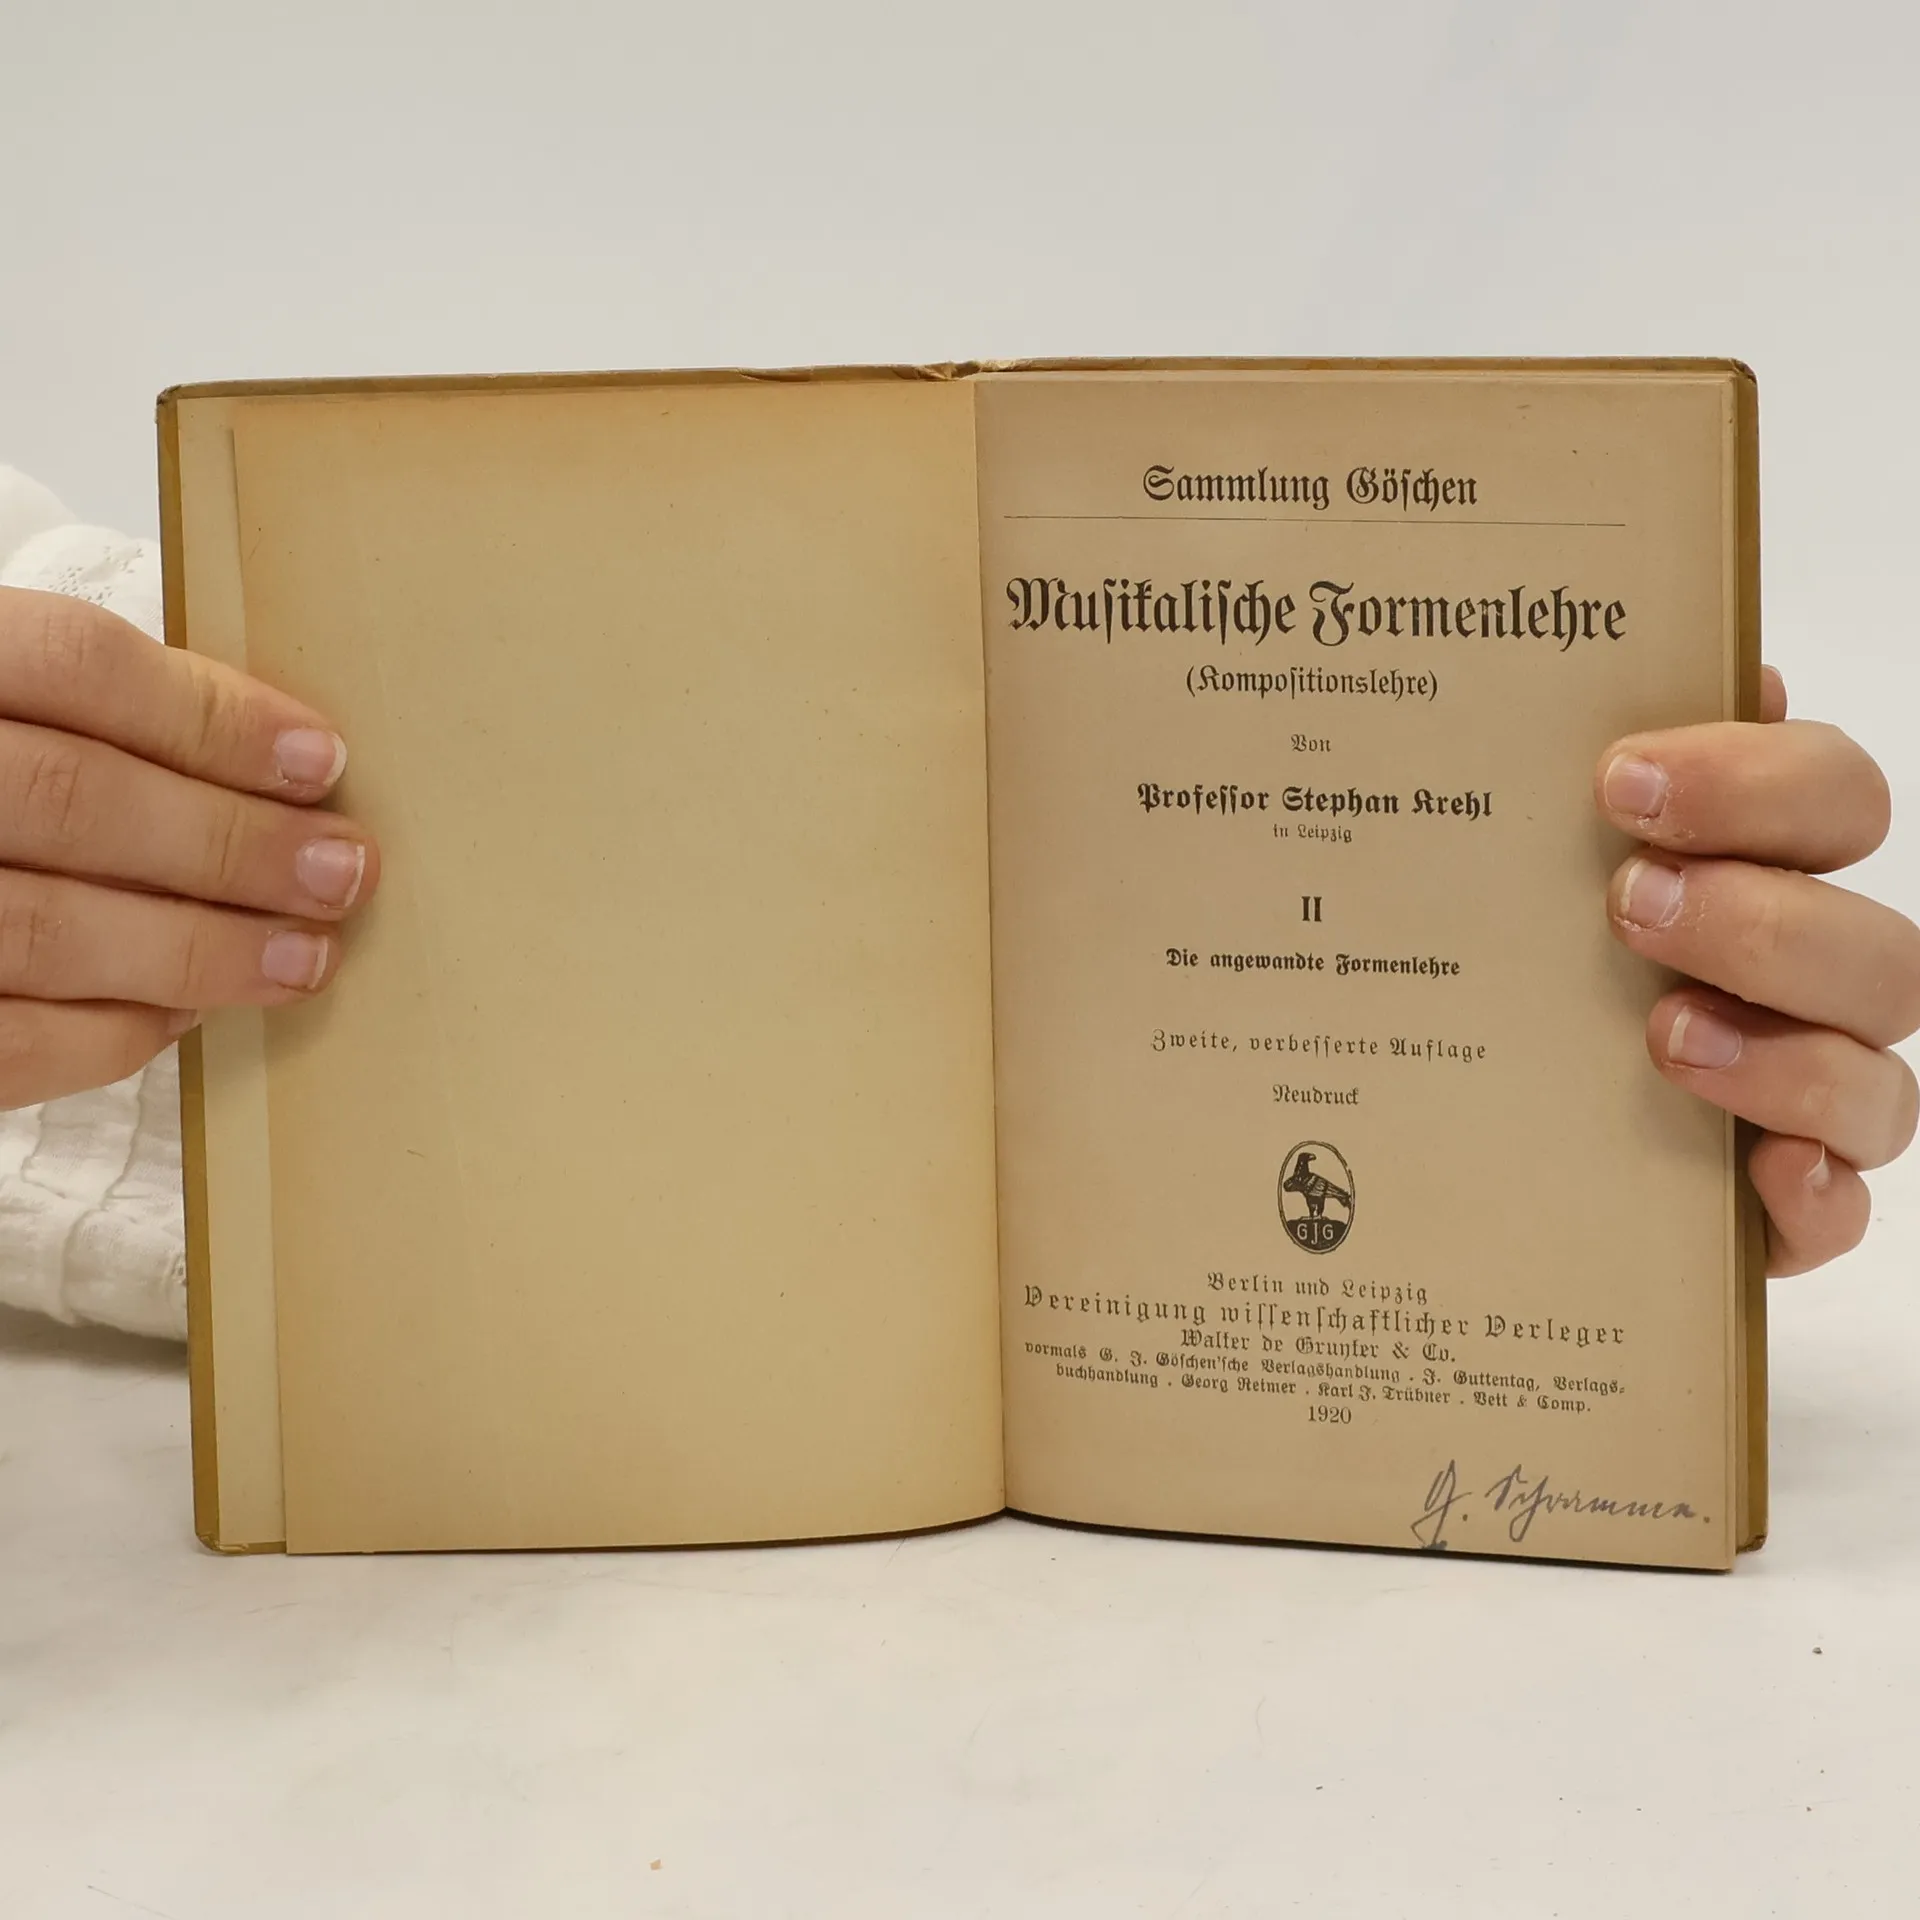 Sammlung Göschen
Musikalische Formenlehre
(Kompositionslehre)
Von
Professor Stephan Krehl
in Leipzig
II
Die angewandte Formenlehre
Zweite, verbesserte Auflage
Neudruck
GJG
Berlin und Leipzig
Vereinigung wissenschaftlicher Verleger
Walter de Gruyter & Co.
vormals G. J. Göschen'sche Verlagshandlung . J. Guttentag, Verlags-
buchhandlung . Georg Reimer . Karl J. Trübner . Veit & Comp.
1920